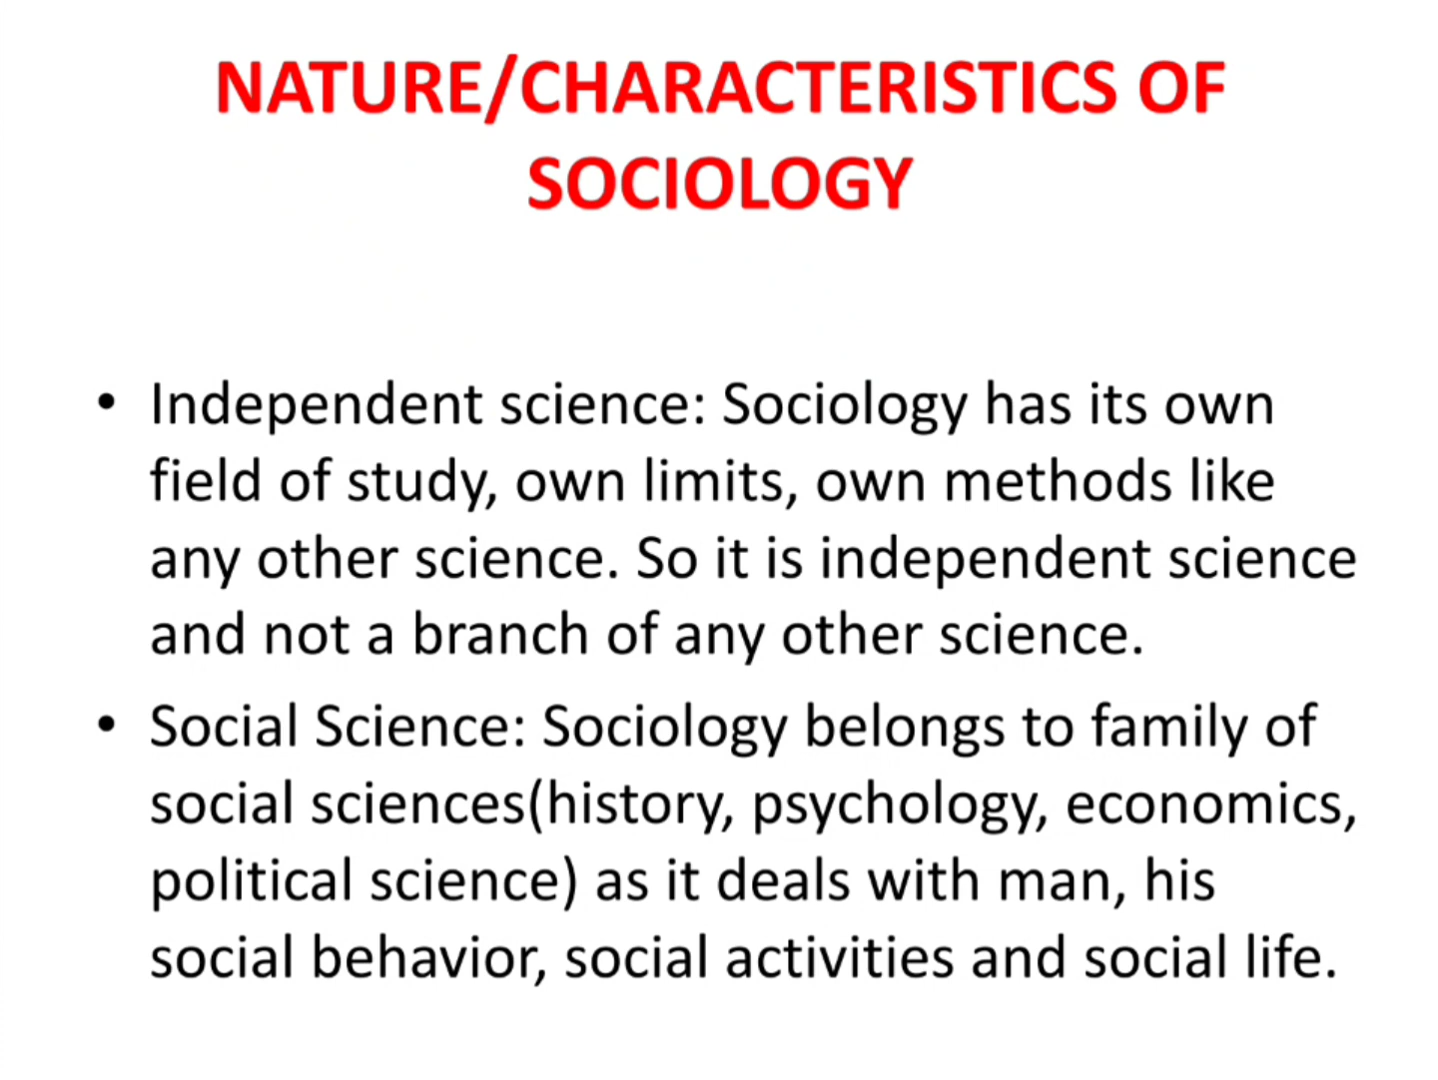 NATURE/CHARACTERISTICS OF
SOCIOLOGY
• Independent science: Sociology has its own
field of study, own limits, own methods like
any other science. So it is independent science
and not a branch of any other science.
• Social Science: Sociology belongs to family of
social sciences(history, psychology, economics,
political science) as it deals with man, his
social behavior, social activities and social life.